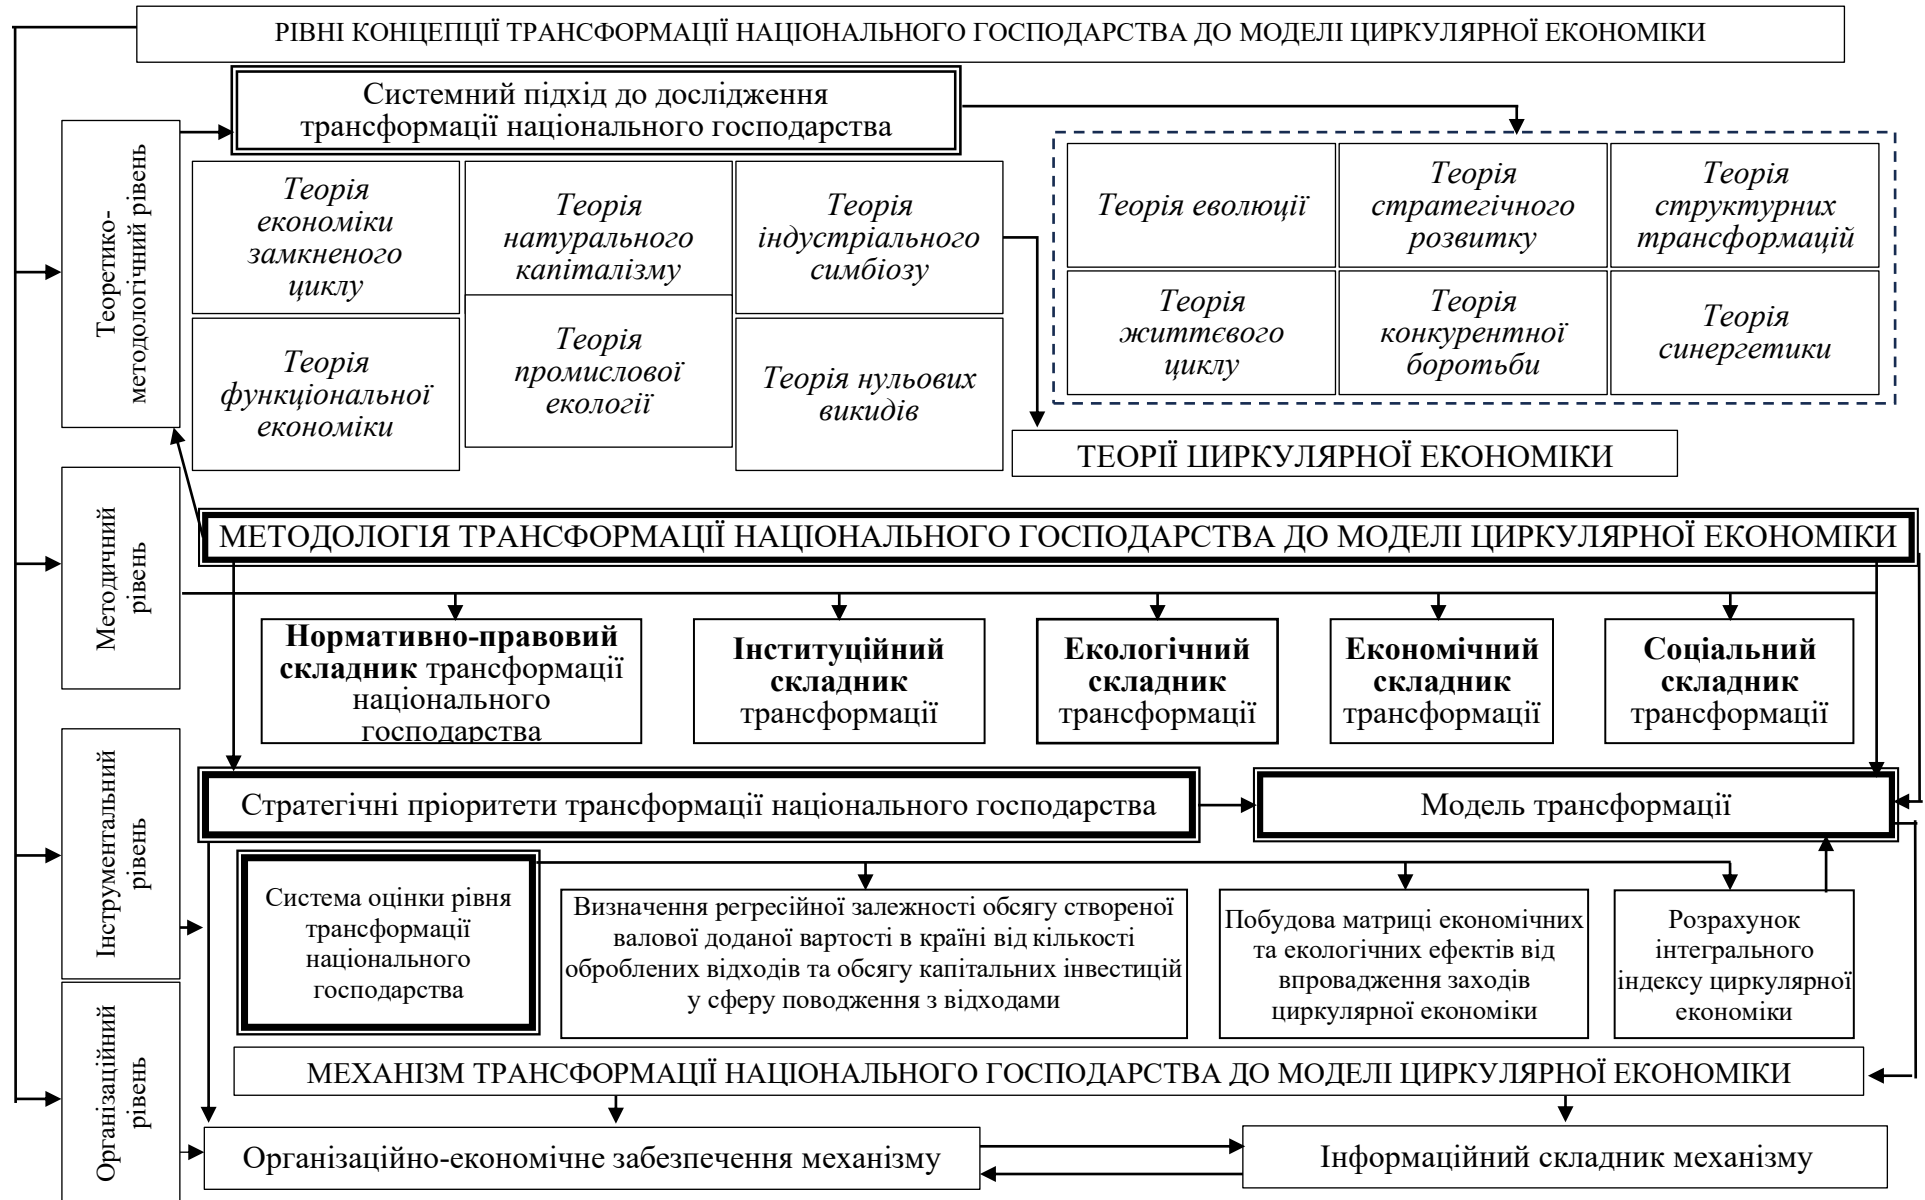 РІВНІ КОНЦЕПЦІЇ ТРАНСФОРМАЦІЇ НАЦІОНАЛЬНОГО ГОСПОДАРСТВА ДО МОДЕЛІ ЦИРКУЛЯРНОЇ ЕКОНОМІКИ
Теоретико-
методологічний рівень
Системний підхід до дослідження
трансформації національного господарства
Теорія
економіки
замкненого
циклу
Теорія
натурального
капіталізму
Теорія
індустріального
симбіозу
Теорія
функціональної
економіки
Теорія
промислової
екології
Теорія нульових
викидів
Теорія еволюції
Теорія
стратегічного
розвитку
Теорія
структурних
трансформацій
Теорія
життєвого
циклу
Теорія
конкурентної
боротьби
Теорія
синергетики
ТЕОРІЇ ЦИРКУЛЯРНОЇ ЕКОНОМІКИ
Методичний
рівень
МЕТОДОЛОГІЯ ТРАНСФОРМАЦІЇ НАЦІОНАЛЬНОГО ГОСПОДАРСТВА ДО МОДЕЛІ ЦИРКУЛЯРНОЇ ЕКОНОМІКИ
Нормативно-правовий
складник трансформації
національного
господарства
Інституційний
складник
трансформації
Екологічний
складник
трансформації
Економічний
складник
трансформації
Соціальний
складник
трансформації
Інструментальний
рівень
Стратегічні пріоритети трансформації національного господарства
Модель трансформації
Система оцінки рівня
трансформації
національного
господарства
Визначення регресійної залежності обсягу створеної
валової доданої вартості в країні від кількості
оброблених відходів та обсягу капітальних інвестицій
у сферу поводження з відходами
Побудова матриці економічних
та екологічних ефектів від
впровадження заходів
циркулярної економіки
Розрахунок
інтегрального
індексу циркулярної
економіки
Організаційний
рівень
МЕХАНІЗМ ТРАНСФОРМАЦІЇ НАЦІОНАЛЬНОГО ГОСПОДАРСТВА ДО МОДЕЛІ ЦИРКУЛЯРНОЇ ЕКОНОМІКИ
Організаційно-економічне забезпечення механізму
Інформаційний складник механізму